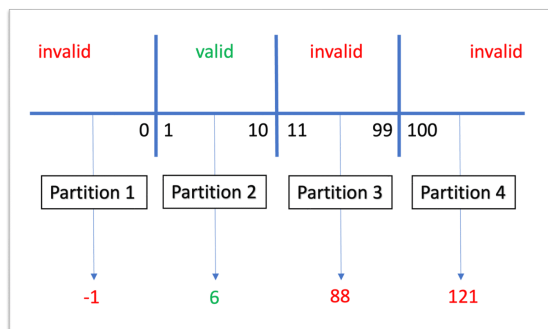 invalid valid invalid invalid
0 1 10 11 99 100
Partition 1 Partition 2 Partition 3 Partition 4
-1 6 88 121